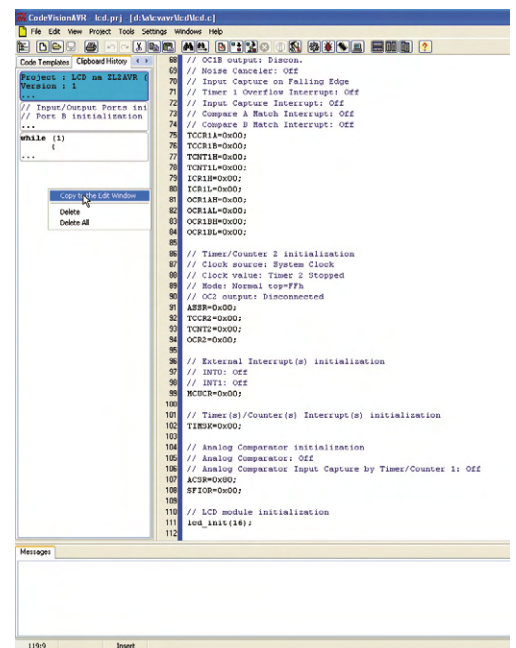 CodeVisionAVR lcd.prj [d:\a\cvavr\lcd\lcd.c]
File Edit View Project Tools Settings Windows Help
Code Templates Clipboard History
Project : LCD na ZL2AVR (
Version : 1
...
// Input/Output Ports ini
// Port B initialization
...
while (1)
{
...
Copy to the Edit Window
Delete
Delete All
68 // OC1B output: Discon.
69 // Noise Canceler: Off
70 // Input Capture on Falling Edge
71 // Timer 1 Overflow Interrupt: Off
72 // Input Capture Interrupt: Off
73 // Compare A Match Interrupt: Off
74 // Compare B Match Interrupt: Off
75 TCCR1A=0x00;
76 TCCR1B=0x00;
77 TCNT1H=0x00;
78 TCNT1L=0x00;
79 ICR1H=0x00;
80 ICR1L=0x00;
81 OCR1AH=0x00;
82 OCR1AL=0x00;
83 OCR1BH=0x00;
84 OCR1BL=0x00;
85
86 // Timer/Counter 2 initialization
87 // Clock source: System Clock
88 // Clock value: Timer 2 Stopped
89 // Mode: Normal top=FFh
90 // OC2 output: Disconnected
91 ASSR=0x00;
92 TCCR2=0x00;
93 TCNT2=0x00;
94 OCR2=0x00;
95
96 // External Interrupt(s) initialization
97 // INT0: Off
98 // INT1: Off
99 MCUCR=0x00;
100
101 // Timer(s)/Counter(s) Interrupt(s) initialization
102 TIMSK=0x00;
103
104 // Analog Comparator initialization
105 // Analog Comparator: Off
106 // Analog Comparator Input Capture by Timer/Counter 1: Off
107 ACSR=0x80;
108 SFIOR=0x00;
109
110 // LCD module initialization
111 lcd_init(16);
112
Messages
119:9 Insert